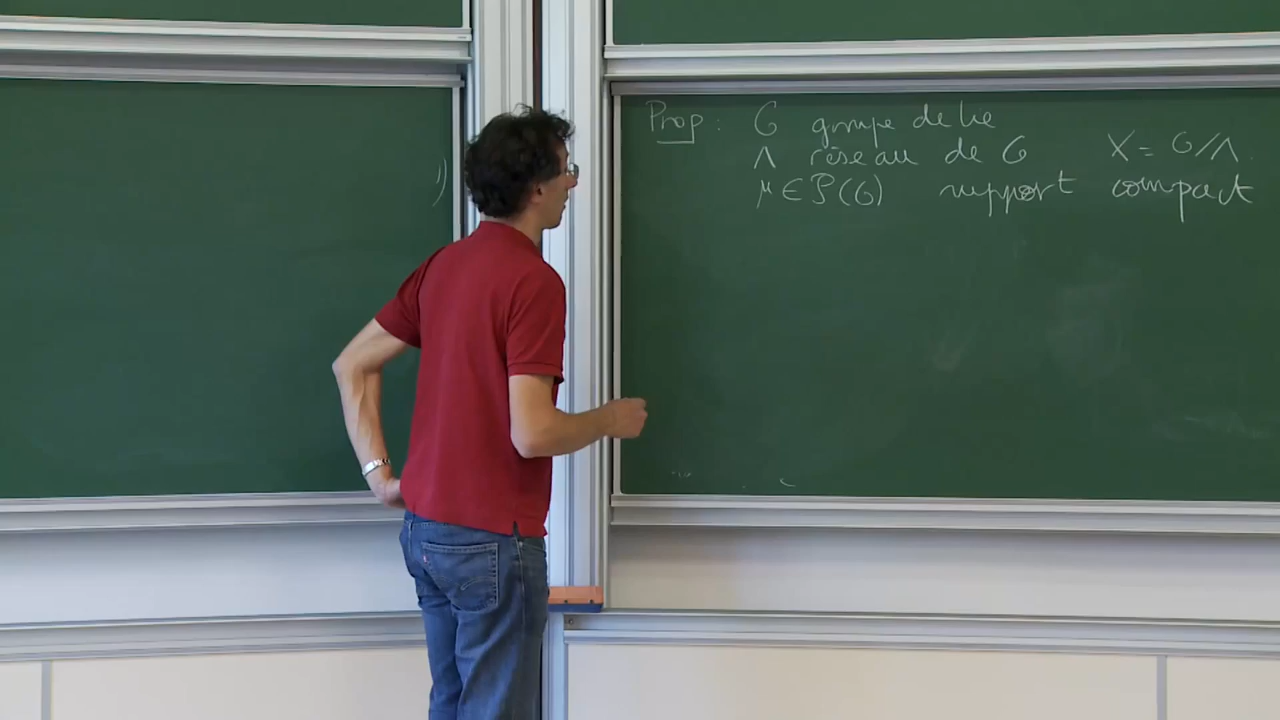 )
Prop : G groupe de Lie
Λ réseau de G X = G/Λ
μ ∈ P(G) support compact